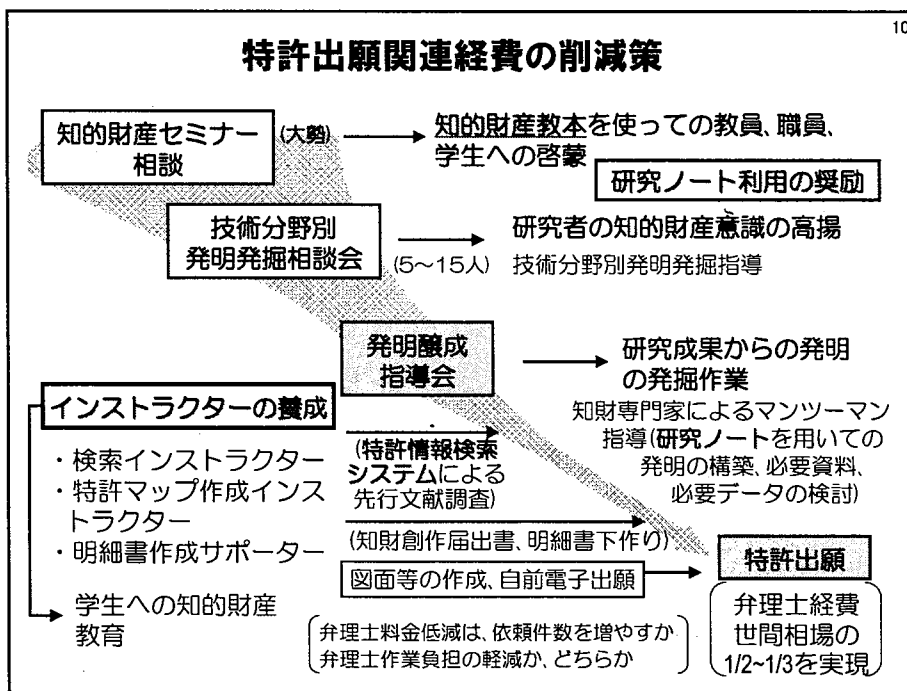 10
特許出願関連経費の削減策
知的財産セミナー
相談
(大勢)
知的財産教本を使っての教員、職員、
学生への啓蒙
研究ノート利用の奨励
技術分野別
発明発掘相談会
(5～15人)
研究者の知的財産意識の高揚
技術分野別発明発掘指導
発明醸成
指導会
研究成果からの発明
の発掘作業
知財専門家によるマンツーマン
指導(研究ノートを用いての
発明の構築、必要資料、
必要データの検討)
インストラクターの養成
・検索インストラクター
・特許マップ作成インス
トラクター
・明細書作成サポーター
学生への知的財産
教育
(特許情報検索
システムによる
先行文献調査)
(知財創作届出書、明細書下作り)
図面等の作成、自前電子出願
特許出願
弁理士経費
世間相場の
1/2~1/3を実現
弁理士料金低減は、依頼件数を増やすか
弁理士作業負担の軽減か、どちらか